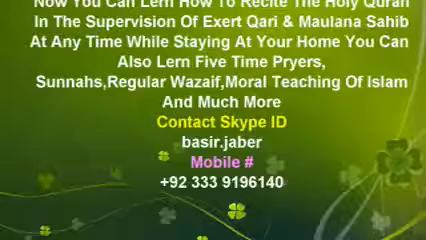 Now You Can Lern How To Recite The Holy Quran
In The Supervision Of Exert Qari & Maulana Sahib
At Any Time While Staying At Your Home You Can
Also Lern Five Time Pryers,
Sunnahs,Regular Wazaif,Moral Teaching Of Islam
And Much More
Contact Skype ID
basir.jaber
Mobile #
+92 333 9196140